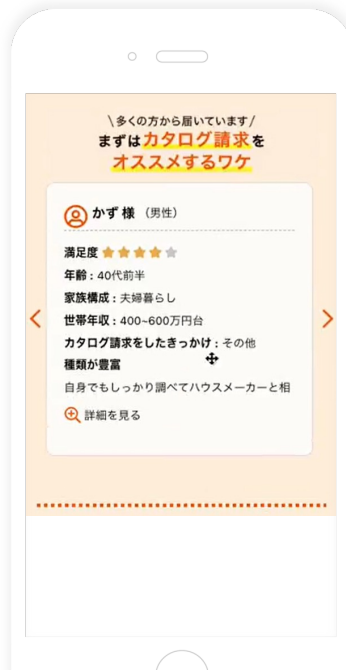 \多くの方から届いています/
まずはカタログ請求を
オススメするワケ
かず 様 （男性）
満足度 ★★★★★
年齢 : 40代前半
家族構成 : 夫婦暮らし
世帯年収 : 400~600万円台
カタログ請求をしたきっかけ : その他
種類が豊富
自身でもしっかり調べてハウスメーカーと相
詳細を見る